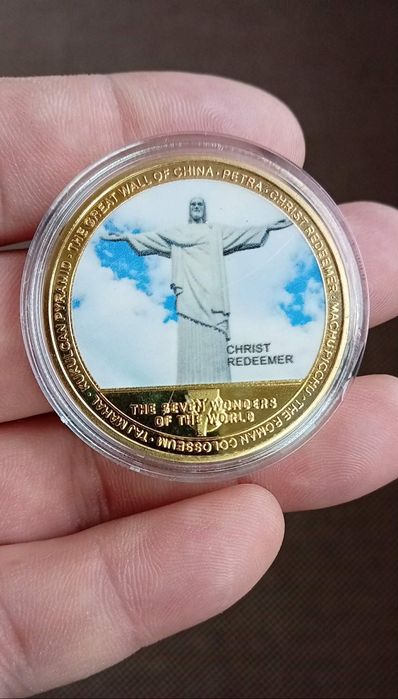 KUKULCAN PYRAMID · THE GREAT WALL OF CHINA · PETRA · CHRIST REDEEMER · MACHU PICCHU · THE ROMAN COLOSSEUM · TAJ MAHAL ·
CHRIST
REDEEMER
THE SEVEN WONDERS
OF THE WORLD